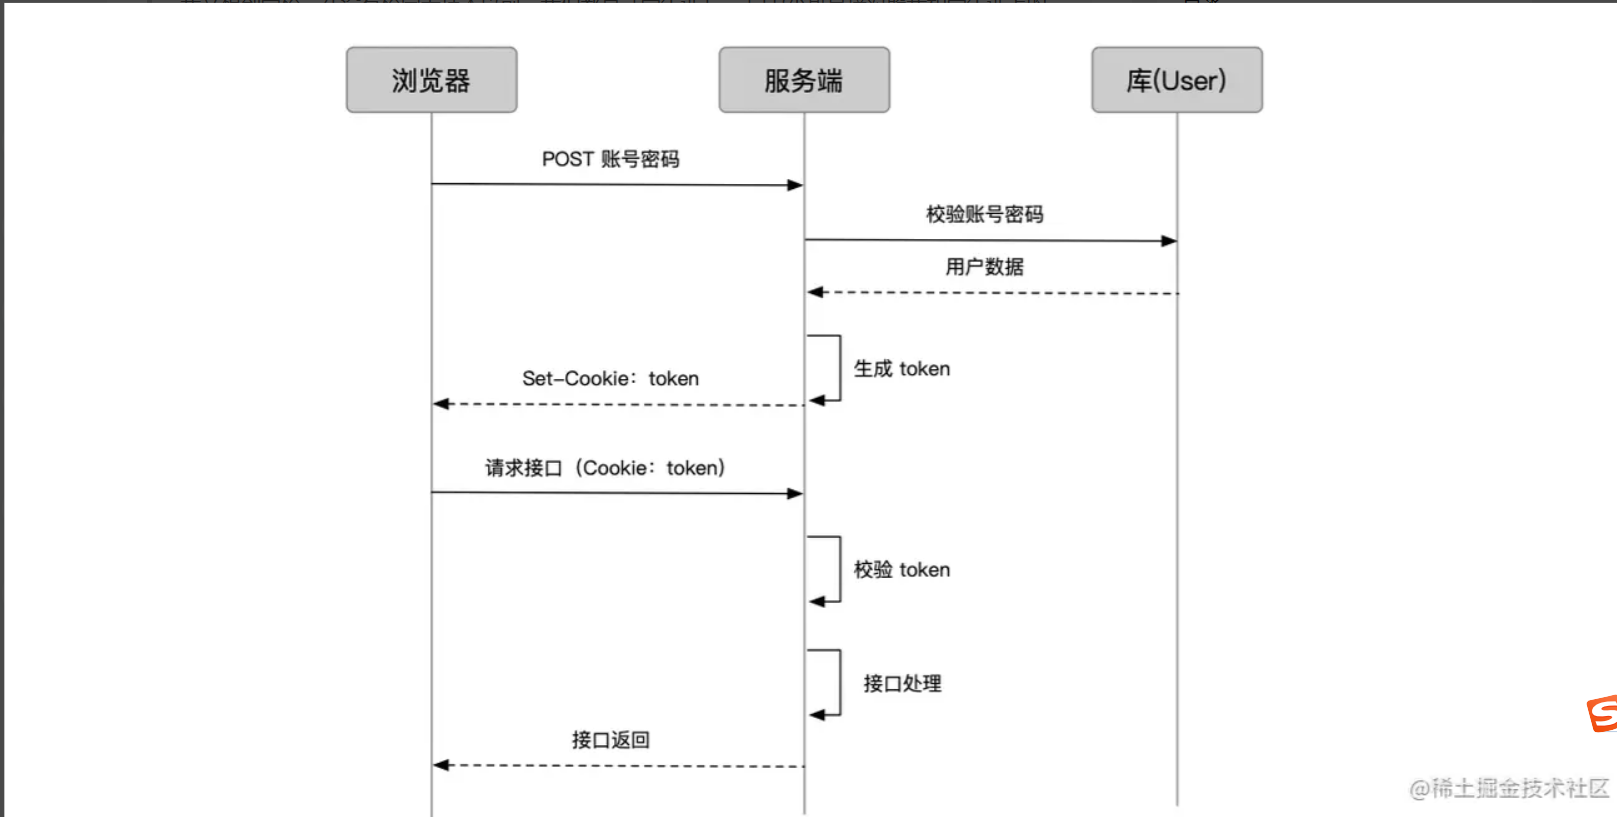 浏览器
服务端
库(User)
POST 账号密码
校验账号密码
用户数据
生成 token
Set-Cookie：token
请求接口（Cookie：token）
校验 token
接口处理
接口返回
@稀土掘金技术社区